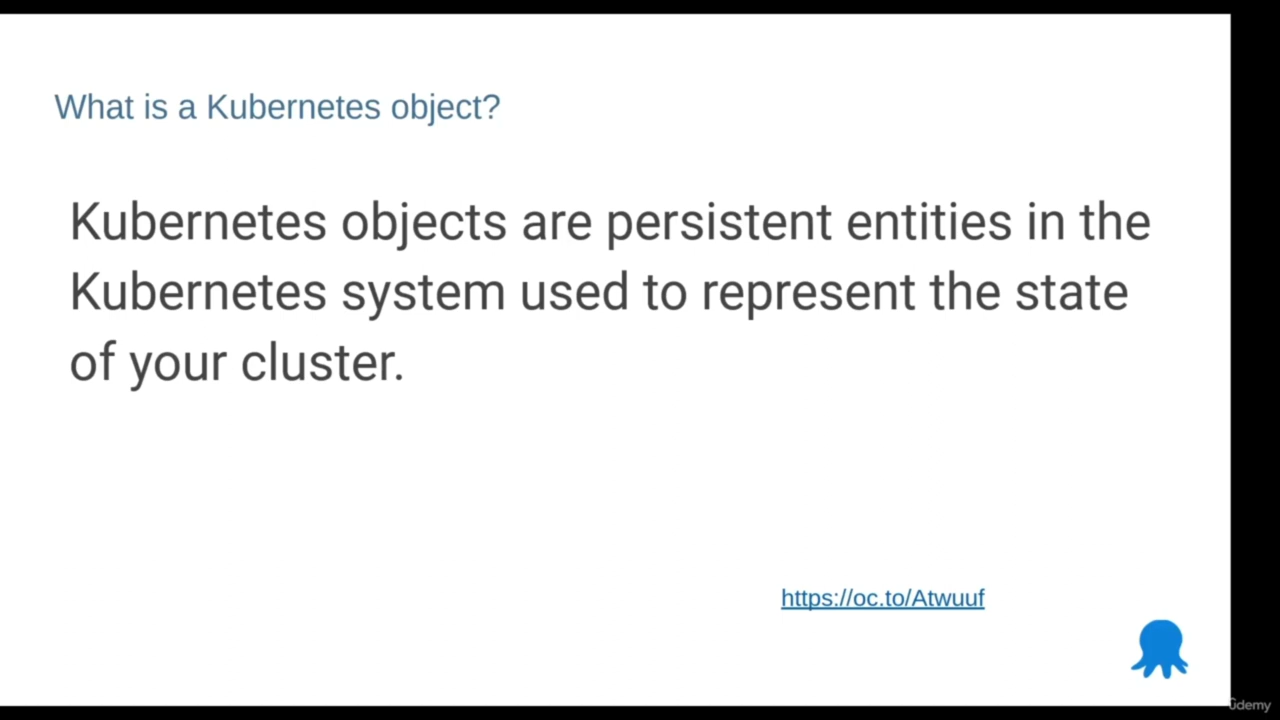 What is a Kubernetes object?
Kubernetes objects are persistent entities in the
Kubernetes system used to represent the state
of your cluster.
https://oc.to/Atwuuf
ûdemy